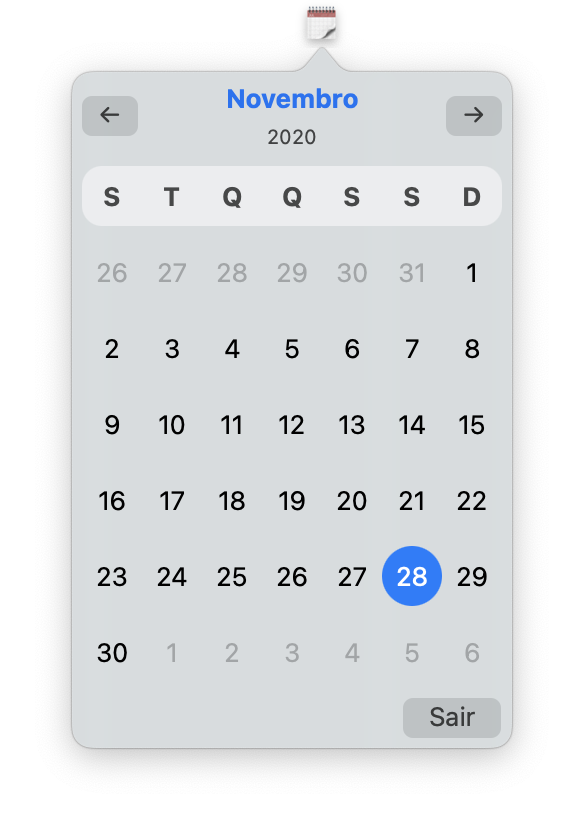 ←
Novembro
→
2020
S T Q Q S S D
26 27 28 29 30 31 1
2 3 4 5 6 7 8
9 10 11 12 13 14 15
16 17 18 19 20 21 22
23 24 25 26 27 28 29
30 1 2 3 4 5 6
Sair